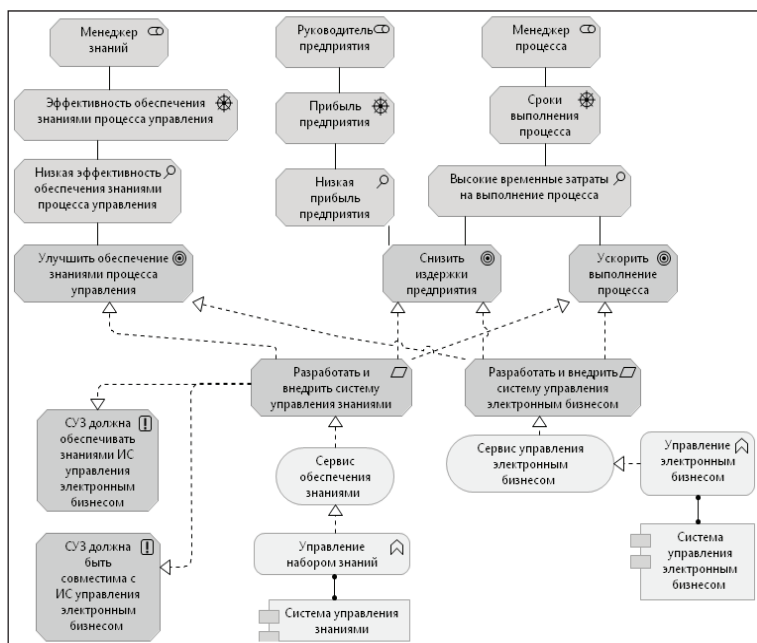 Менеджер
знаний
Руководитель
предприятия
Менеджер
процесса
Эффективность обеспечения
знаниями процесса управления
Прибыль
предприятия
Сроки
выполнения
процесса
Низкая эффективность
обеспечения знаниями
процесса управления
Низкая
прибыль
предприятия
Высокие временные затраты
на выполнение процесса
Улучшить обеспечение
знаниями процесса
управления
Снизить
издержки
предприятия
Ускорить
выполнение
процесса
Разработать и
внедрить систему
управления знаниями
Разработать и внедрить
систему управления
электронным бизнесом
СУЗ должна
обеспечивать
знаниями ИС
управления
электронным
бизнесом
Сервис
обеспечения
знаниями
Сервис управления
электронным
бизнесом
Управление
электронным
бизнесом
СУЗ должна
быть
совместима с
ИС управления
электронным
бизнесом
Управление
набором знаний
Система
управления
электронным
бизнесом
Система управления
знаниями